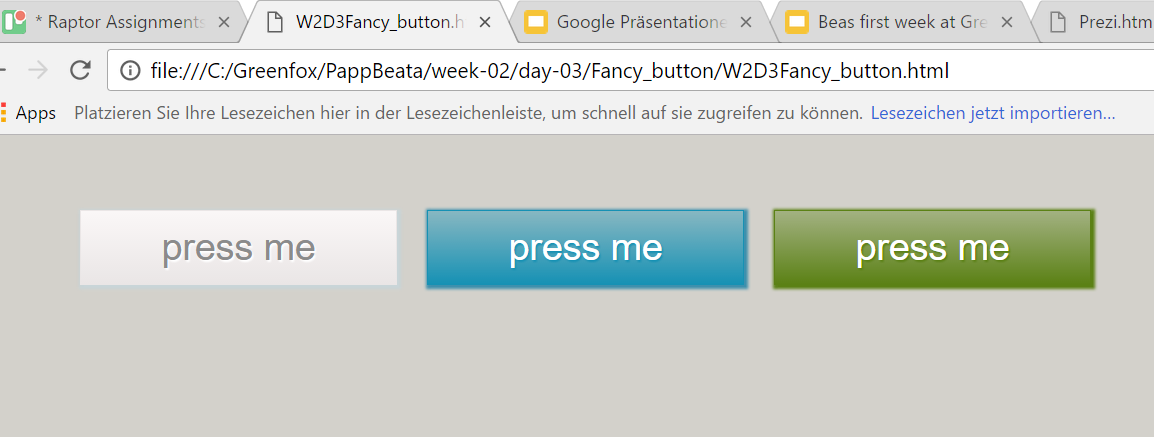 * Raptor Assignments W2D3Fancy_button.h Google Präsentatione Beas first week at Gre Prezi.htm
file:///C:/Greenfox/PappBeata/week-02/day-03/Fancy_button/W2D3Fancy_button.html
Apps Platzieren Sie Ihre Lesezeichen hier in der Lesezeichenleiste, um schnell auf sie zugreifen zu können. Lesezeichen jetzt importieren...
press me press me press me